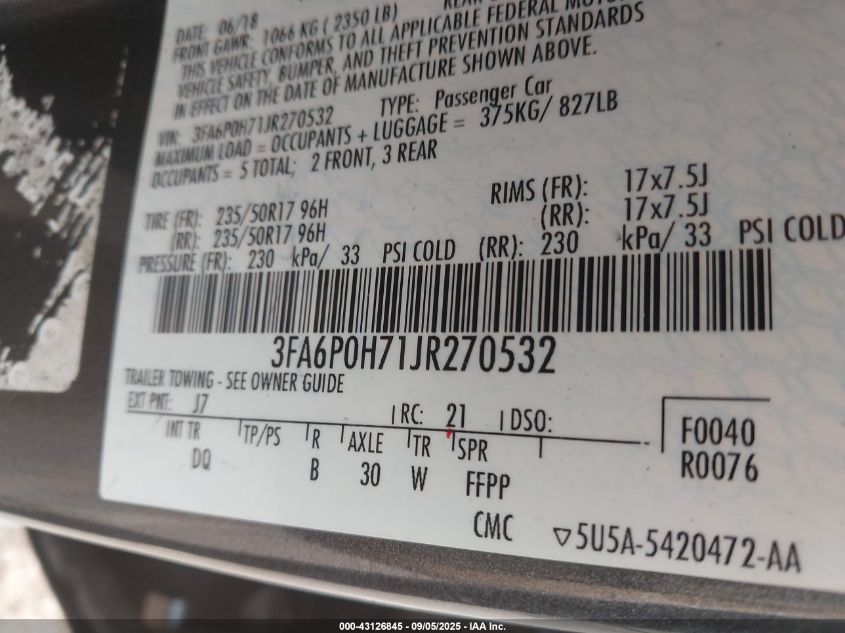 REAR
DATE: 06/18
FRONT GAWR: 1066 KG ( 2350 LB)
THIS VEHICLE CONFORMS TO ALL APPLICABLE FEDERAL MOTOR
VEHICLE SAFETY, BUMPER, AND THEFT PREVENTION STANDARDS
IN EFFECT ON THE DATE OF MANUFACTURE SHOWN ABOVE.
VIN: 3FA6P0H71JR270532 TYPE: Passenger Car
MAXIMUM LOAD = OCCUPANTS + LUGGAGE = 375KG/ 827LB
OCCUPANTS = 5 TOTAL; 2 FRONT, 3 REAR
TIRE (FR): 235/50R17 96H RIMS (FR): 17x7.5J
(RR): 235/50R17 96H (RR): 17x7.5J
PRESSURE (FR): 230 kPa/ 33 PSI COLD (RR): 230 kPa/ 33 PSI COLD
3FA6P0H71JR270532
TRAILER TOWING - SEE OWNER GUIDE
EXT PNT: J7 RC: 21 DSO:
INT TR TP/PS R AXLE TR SPR
DQ B 30 W FFPP
CMC
F0040
R0076
5U5A-5420472-AA
000-43126845 - 09/05/2025 - IAA Inc.